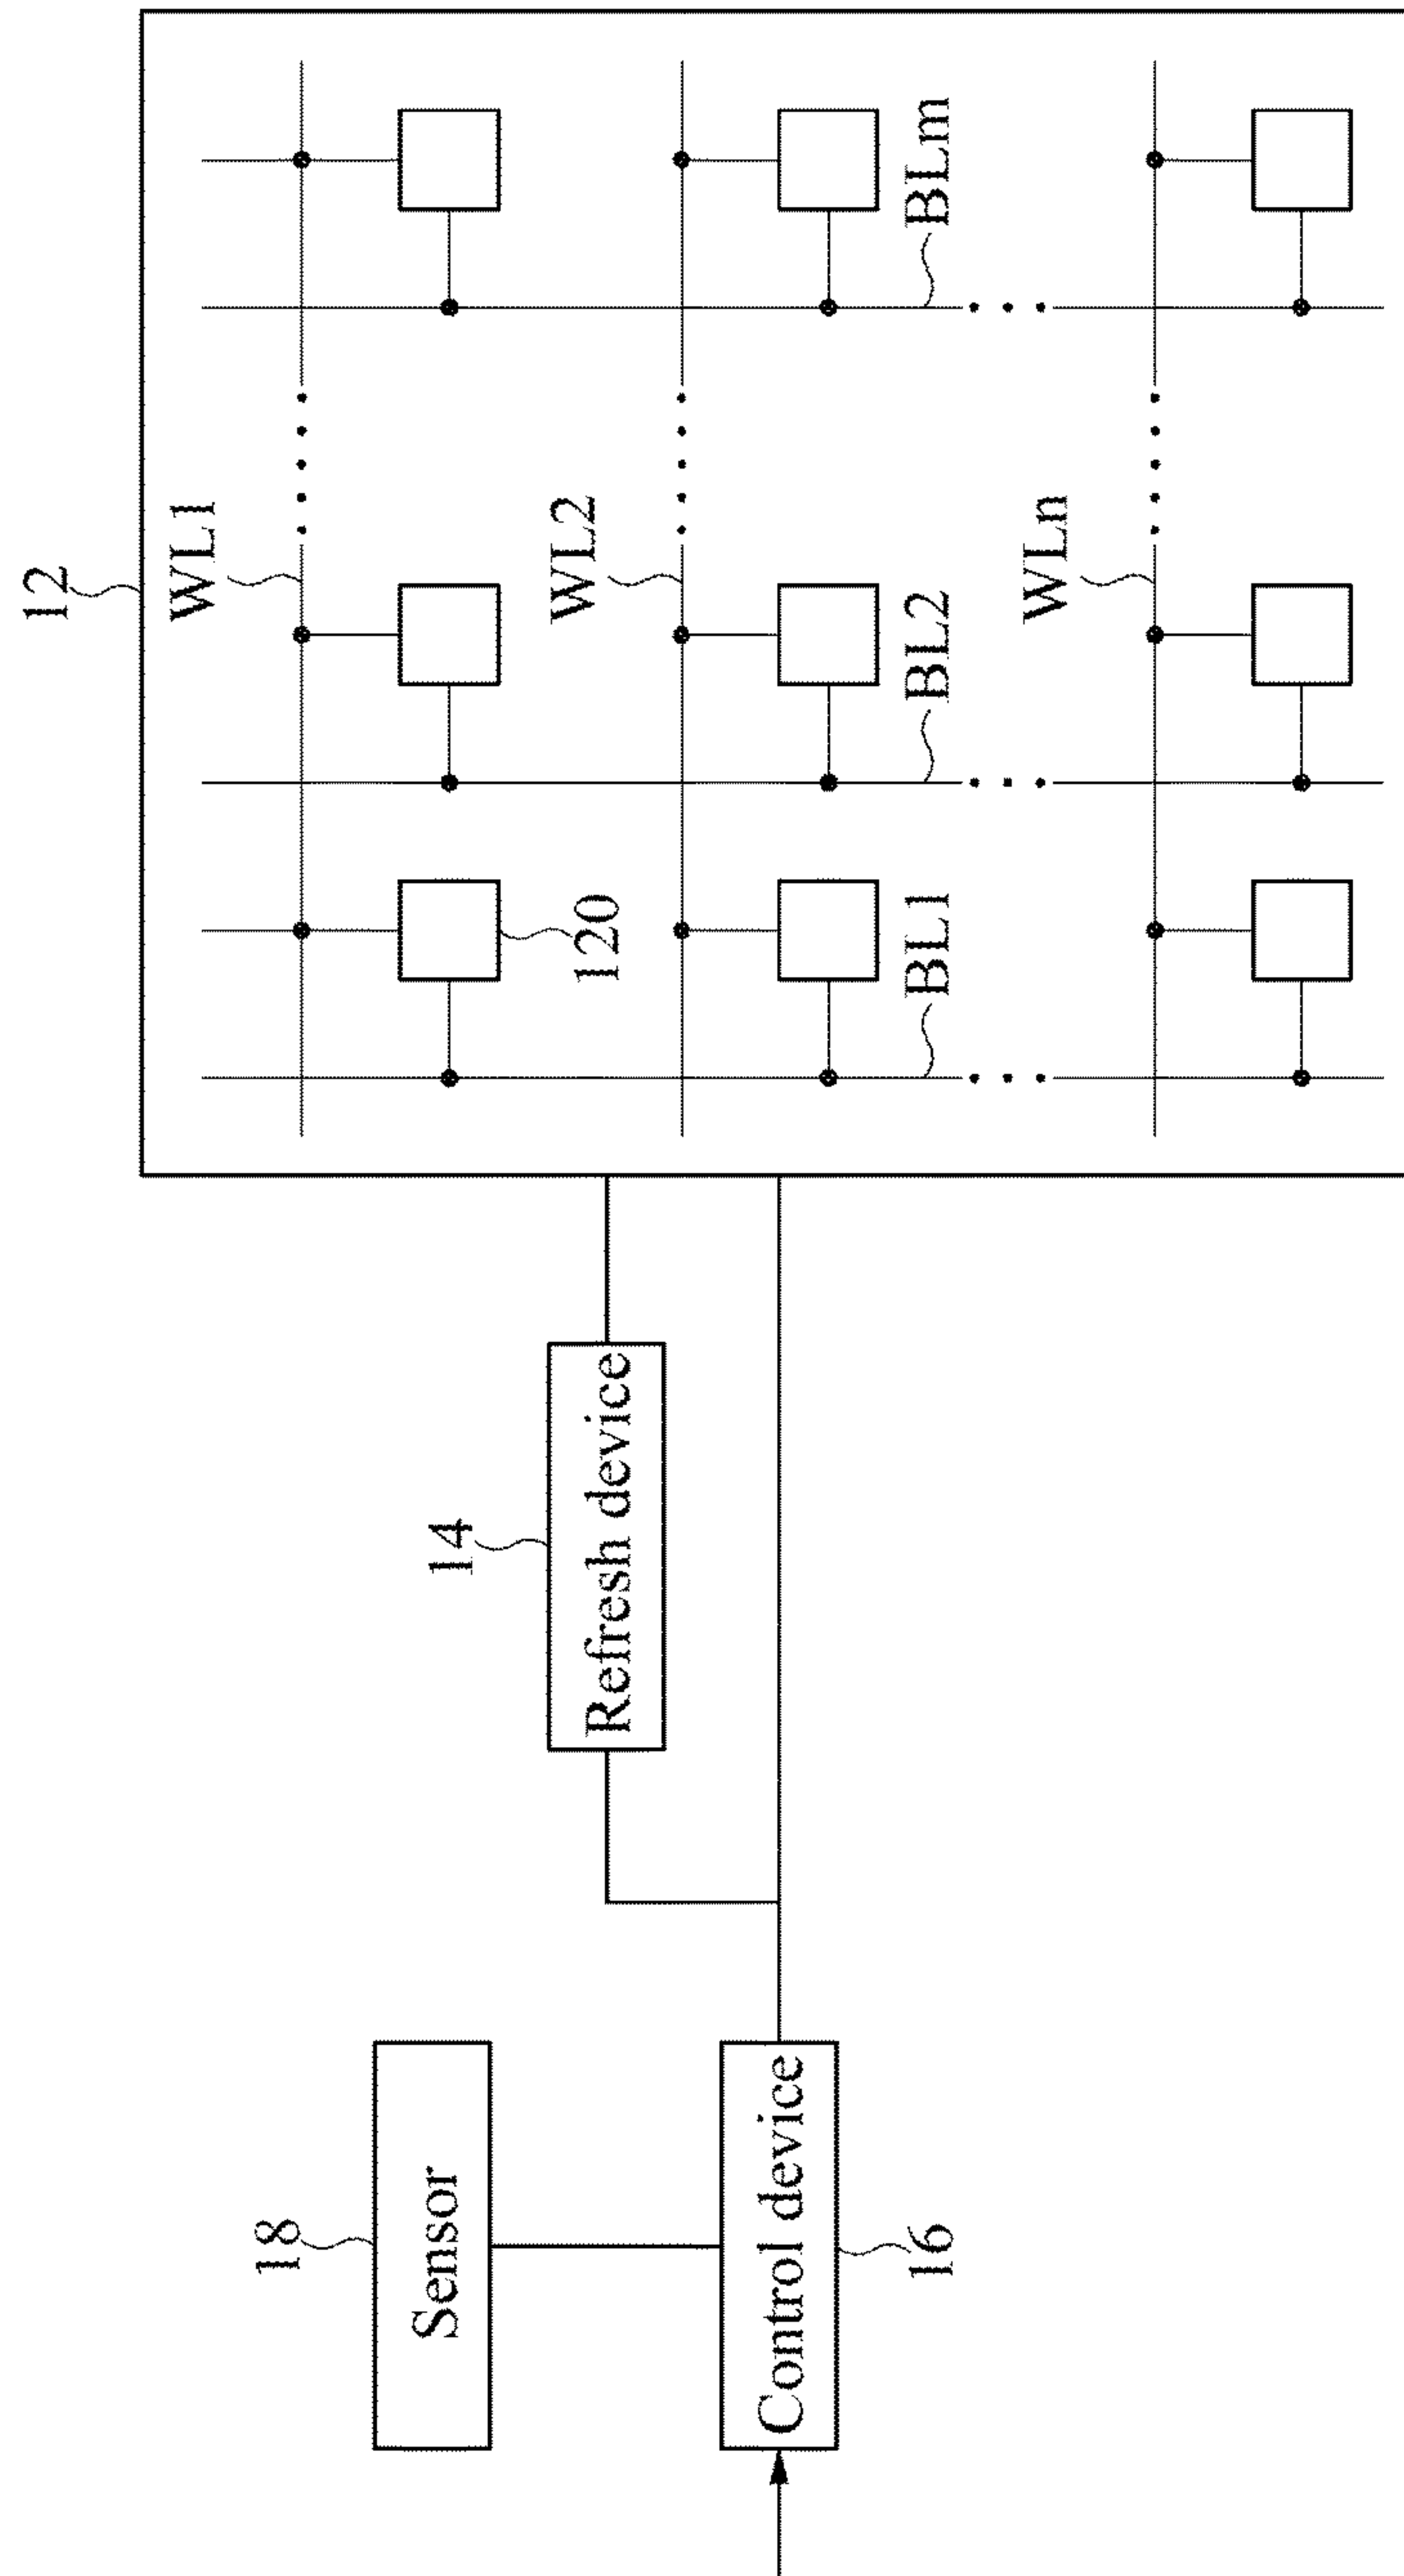 12
WL1
WL2
WLn
BLm
BL2
BL1
120
14
Refresh device
18
Sensor
Control device
16